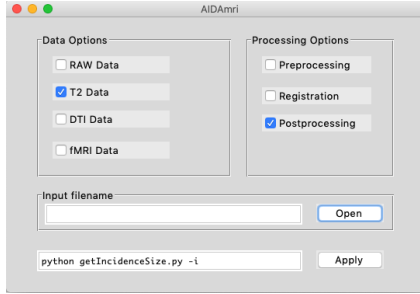 AIDAmri
Data Options
RAW Data
T2 Data
DTI Data
fMRI Data
Processing Options
Preprocessing
Registration
Postprocessing
Input filename
Open
python getIncidenceSize.py -i
Apply